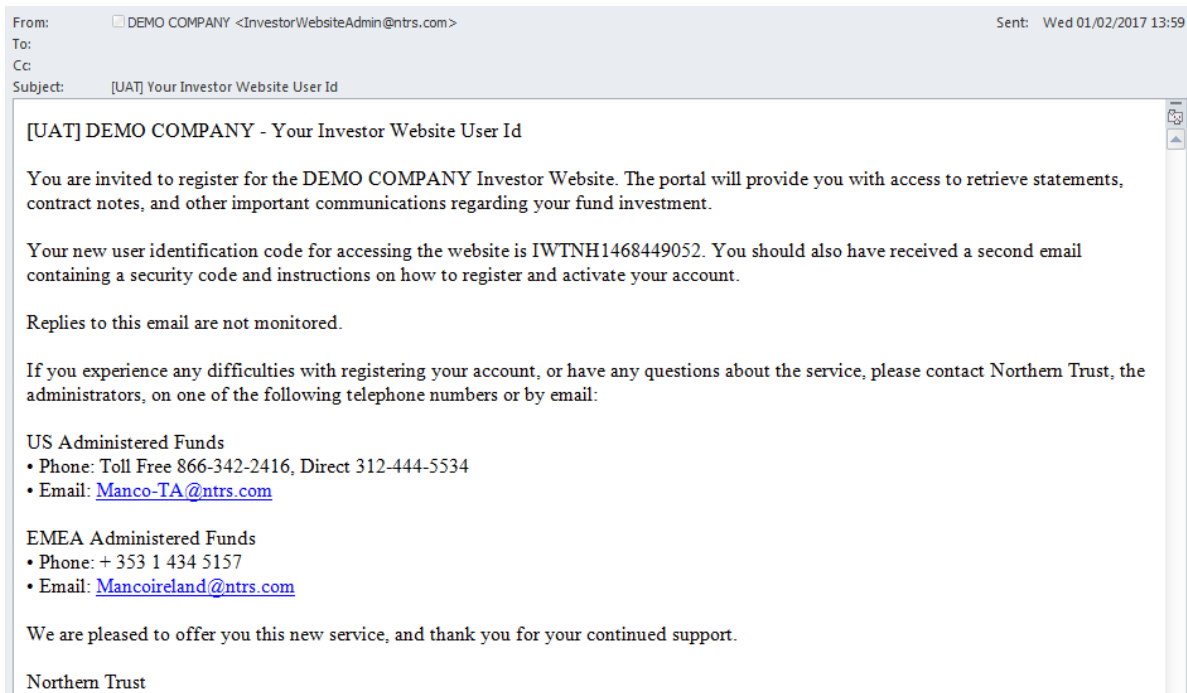 From: DEMO COMPANY <InvestorWebsiteAdmin@ntrs.com> Sent: Wed 01/02/2017 13:59
To:
Cc:
Subject: [UAT] Your Investor Website User Id
[UAT] DEMO COMPANY - Your Investor Website User Id
You are invited to register for the DEMO COMPANY Investor Website. The portal will provide you with access to retrieve statements,
contract notes, and other important communications regarding your fund investment.
Your new user identification code for accessing the website is IWTNH1468449052. You should also have received a second email
containing a security code and instructions on how to register and activate your account.
Replies to this email are not monitored.
If you experience any difficulties with registering your account, or have any questions about the service, please contact Northern Trust, the
administrators, on one of the following telephone numbers or by email:
US Administered Funds
• Phone: Toll Free 866-342-2416, Direct 312-444-5534
• Email: Manco-TA@ntrs.com
EMEA Administered Funds
• Phone: + 353 1 434 5157
• Email: Mancoireland@ntrs.com
We are pleased to offer you this new service, and thank you for your continued support.
Northern Trust